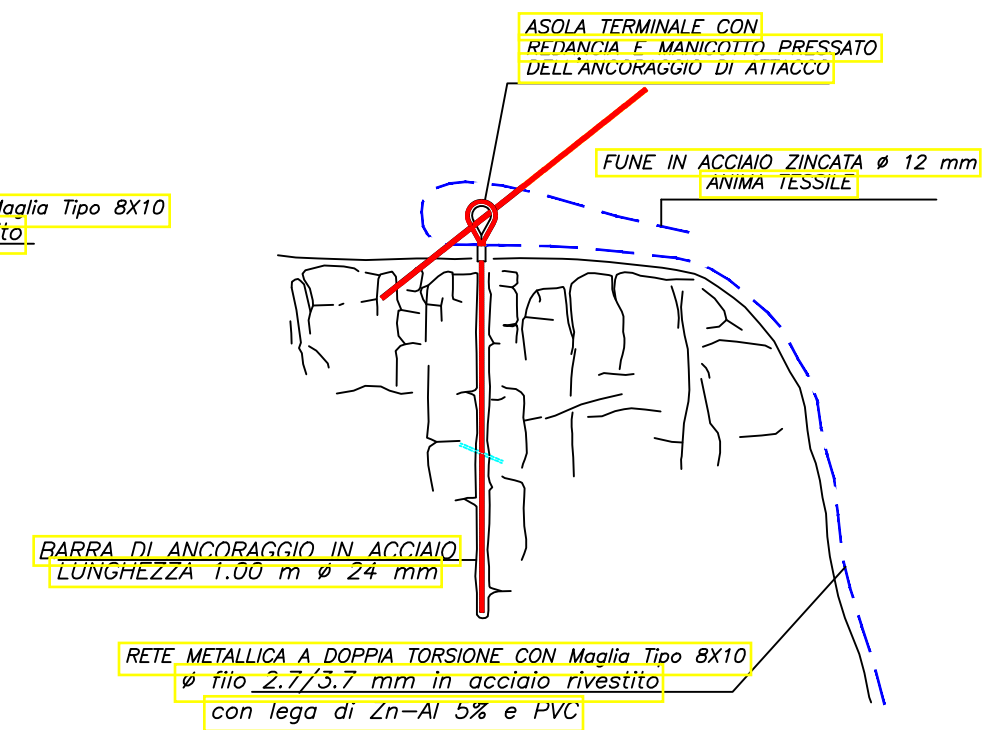 ASOLA TERMINALE CON
REDANCIA E MANICOTTO PRESSATO
DELL'ANCORAGGIO DI ATTACCO
FUNE IN ACCIAIO ZINCATA ø 12 mm
ANIMA TESSILE
Maglia Tipo 8X10
to
BARRA DI ANCORAGGIO IN ACCIAIO
LUNGHEZZA 1.00 m ø 24 mm
RETE METALLICA A DOPPIA TORSIONE CON Maglia Tipo 8X10
ø filo 2.7/3.7 mm in acciaio rivestito
con lega di Zn-Al 5% e PVC